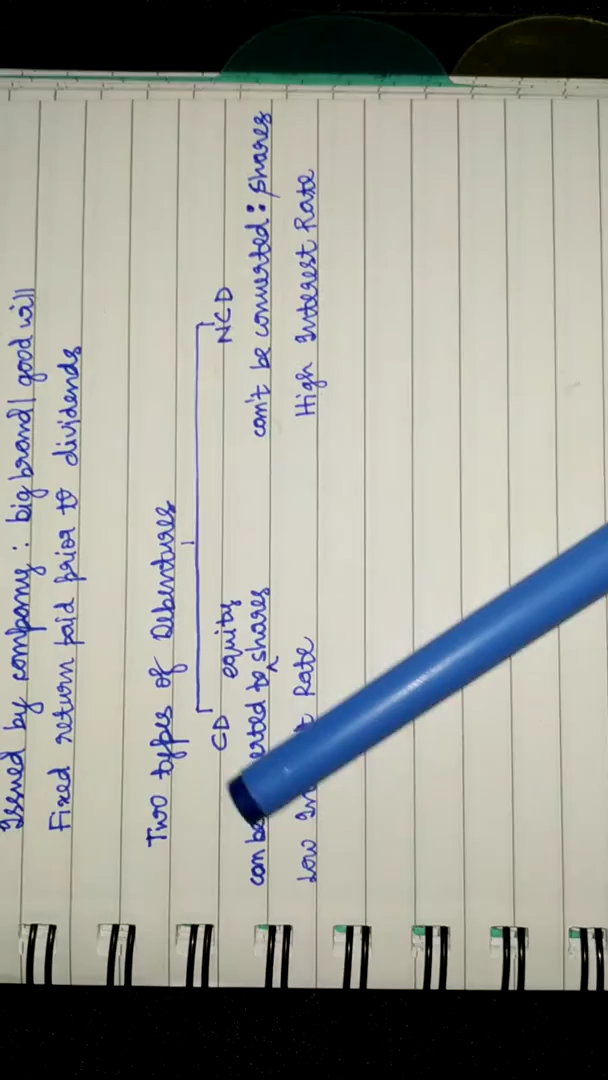 Issued by company : big brand | good will
Fixed return paid prior to dividends
Two types of Debentures
CD NCD
equity
can be erted to ^ shares can't be converted : shares
Low In Rate High Interest Rate